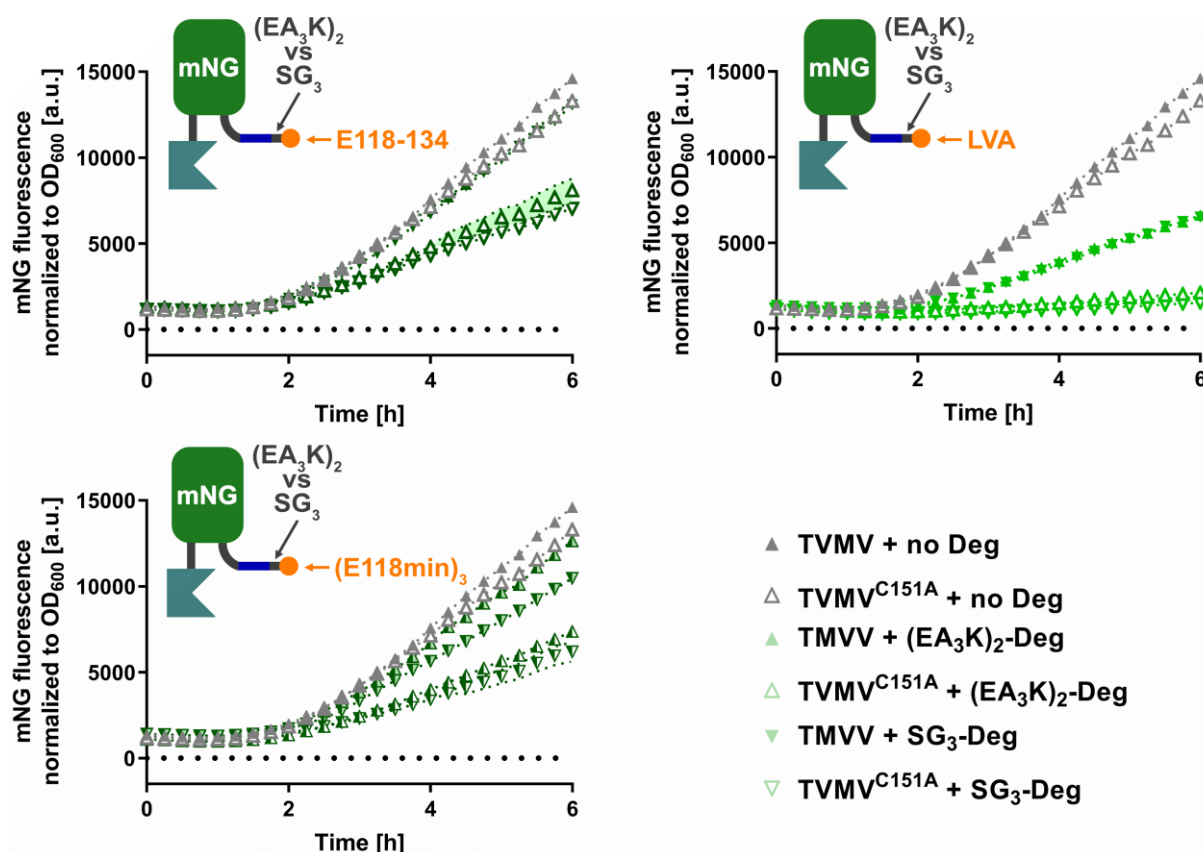 (EA₃K)₂
vs
SG₃
mNG
E118-134
mNG fluorescence
normalized to OD₆₀₀ [a.u.]
15000
10000
5000
0
0 2 4 6
Time [h]
(EA₃K)₂
vs
SG₃
mNG
LVA
mNG fluorescence
normalized to OD₆₀₀ [a.u.]
15000
10000
5000
0
0 2 4 6
Time [h]
(EA₃K)₂
vs
SG₃
mNG
(E118min)₃
mNG fluorescence
normalized to OD₆₀₀ [a.u.]
15000
10000
5000
0
0 2 4 6
Time [h]
TVMV + no Deg
TVMVᶜ¹⁵¹ᴬ + no Deg
TMVV + (EA₃K)₂-Deg
TVMVᶜ¹⁵¹ᴬ + (EA₃K)₂-Deg
TMVV + SG₃-Deg
TVMVᶜ¹⁵¹ᴬ + SG₃-Deg